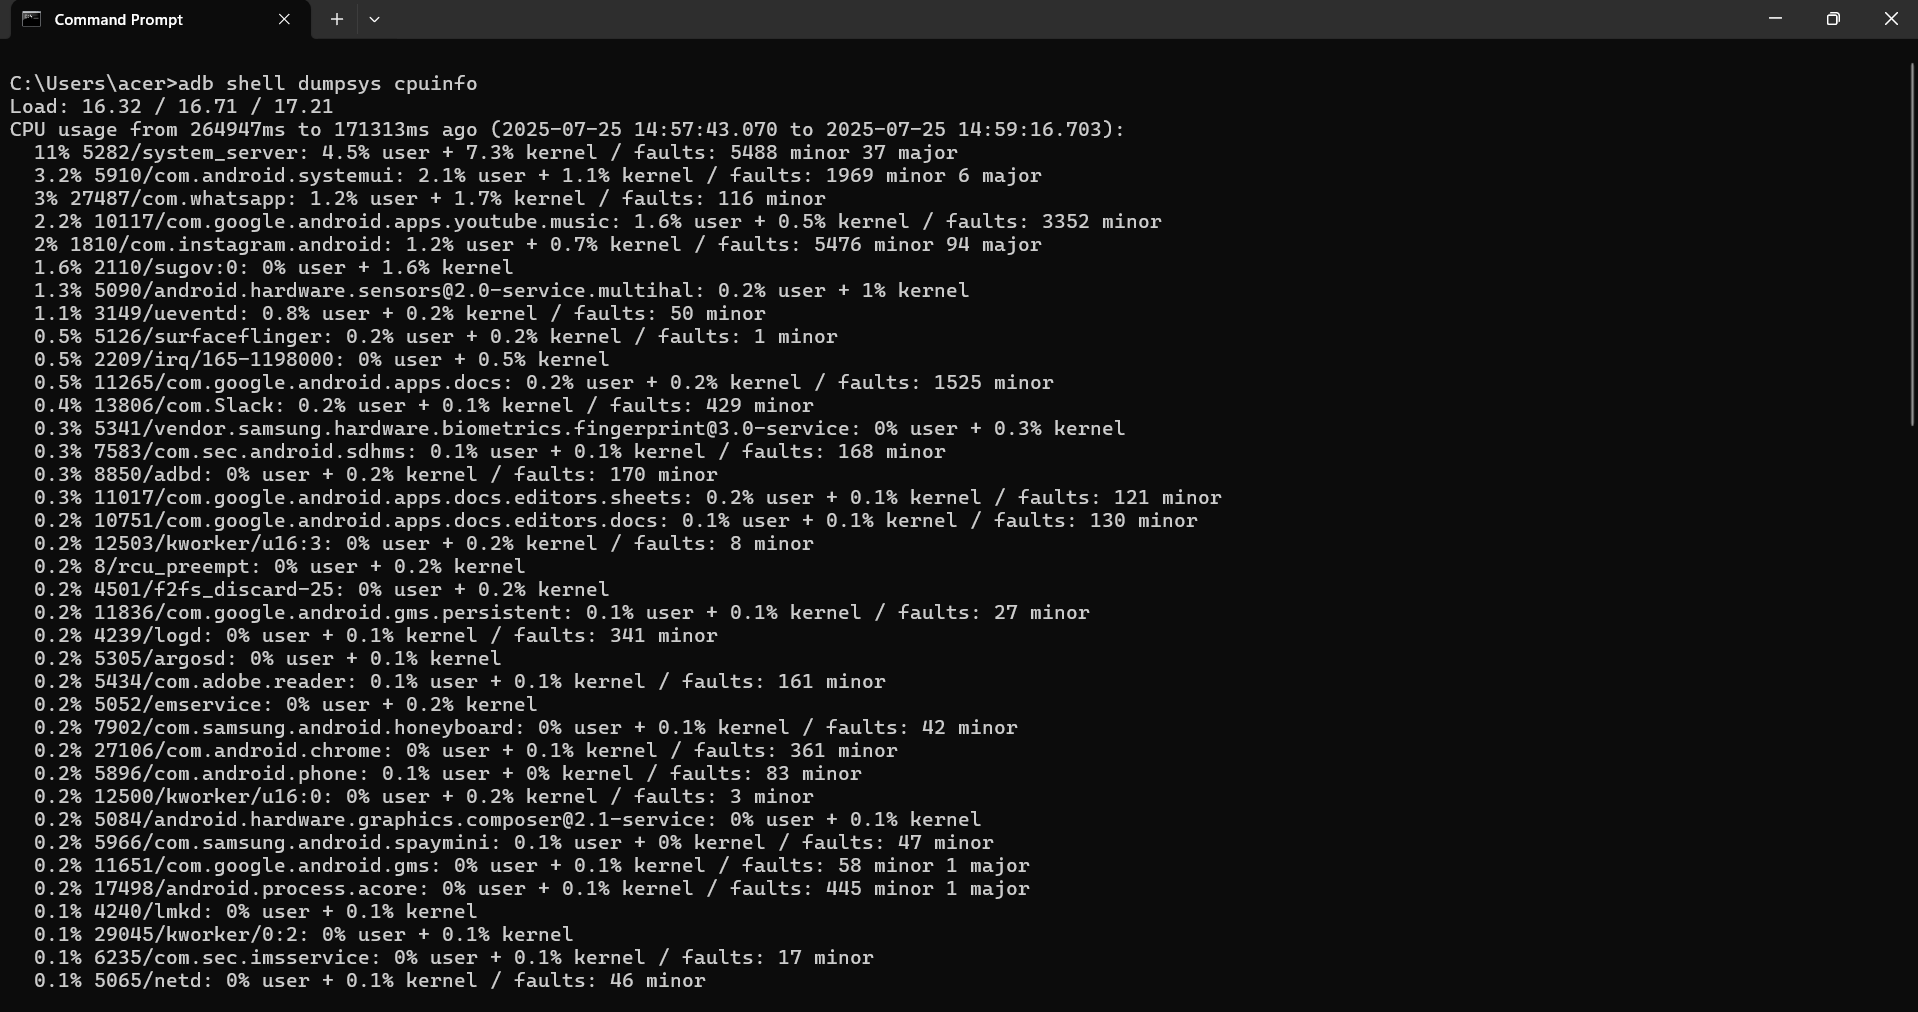 Command Prompt
C:\Users\acer>adb shell dumpsys cpuinfo
Load: 16.32 / 16.71 / 17.21
CPU usage from 264947ms to 171313ms ago (2025-07-25 14:57:43.070 to 2025-07-25 14:59:16.703):
11% 5282/system_server: 4.5% user + 7.3% kernel / faults: 5488 minor 37 major
3.2% 5910/com.android.systemui: 2.1% user + 1.1% kernel / faults: 1969 minor 6 major
3% 27487/com.whatsapp: 1.2% user + 1.7% kernel / faults: 116 minor
2.2% 10117/com.google.android.apps.youtube.music: 1.6% user + 0.5% kernel / faults: 3352 minor
2% 1810/com.instagram.android: 1.2% user + 0.7% kernel / faults: 5476 minor 94 major
1.6% 2110/sugov:0: 0% user + 1.6% kernel
1.3% 5090/android.hardware.sensors@2.0-service.multihal: 0.2% user + 1% kernel
1.1% 3149/ueventd: 0.8% user + 0.2% kernel / faults: 50 minor
0.5% 5126/surfaceflinger: 0.2% user + 0.2% kernel / faults: 1 minor
0.5% 2209/irq/165-1198000: 0% user + 0.5% kernel
0.5% 11265/com.google.android.apps.docs: 0.2% user + 0.2% kernel / faults: 1525 minor
0.4% 13806/com.Slack: 0.2% user + 0.1% kernel / faults: 429 minor
0.3% 5341/vendor.samsung.hardware.biometrics.fingerprint@3.0-service: 0% user + 0.3% kernel
0.3% 7583/com.sec.android.sdhms: 0.1% user + 0.1% kernel / faults: 168 minor
0.3% 8850/adbd: 0% user + 0.2% kernel / faults: 170 minor
0.3% 11017/com.google.android.apps.docs.editors.sheets: 0.2% user + 0.1% kernel / faults: 121 minor
0.2% 10751/com.google.android.apps.docs.editors.docs: 0.1% user + 0.1% kernel / faults: 130 minor
0.2% 12503/kworker/u16:3: 0% user + 0.2% kernel / faults: 8 minor
0.2% 8/rcu_preempt: 0% user + 0.2% kernel
0.2% 4501/f2fs_discard-25: 0% user + 0.2% kernel
0.2% 11836/com.google.android.gms.persistent: 0.1% user + 0.1% kernel / faults: 27 minor
0.2% 4239/logd: 0% user + 0.1% kernel / faults: 341 minor
0.2% 5305/argosd: 0% user + 0.1% kernel
0.2% 5434/com.adobe.reader: 0.1% user + 0.1% kernel / faults: 161 minor
0.2% 5052/emservice: 0% user + 0.2% kernel
0.2% 7902/com.samsung.android.honeyboard: 0% user + 0.1% kernel / faults: 42 minor
0.2% 27106/com.android.chrome: 0% user + 0.1% kernel / faults: 361 minor
0.2% 5896/com.android.phone: 0.1% user + 0% kernel / faults: 83 minor
0.2% 12500/kworker/u16:0: 0% user + 0.2% kernel / faults: 3 minor
0.2% 5084/android.hardware.graphics.composer@2.1-service: 0% user + 0.1% kernel
0.2% 5966/com.samsung.android.spaymini: 0.1% user + 0% kernel / faults: 47 minor
0.2% 11651/com.google.android.gms: 0% user + 0.1% kernel / faults: 58 minor 1 major
0.2% 17498/android.process.acore: 0% user + 0.1% kernel / faults: 445 minor 1 major
0.1% 4240/lmkd: 0% user + 0.1% kernel
0.1% 29045/kworker/0:2: 0% user + 0.1% kernel
0.1% 6235/com.sec.imsservice: 0% user + 0.1% kernel / faults: 17 minor
0.1% 5065/netd: 0% user + 0.1% kernel / faults: 46 minor